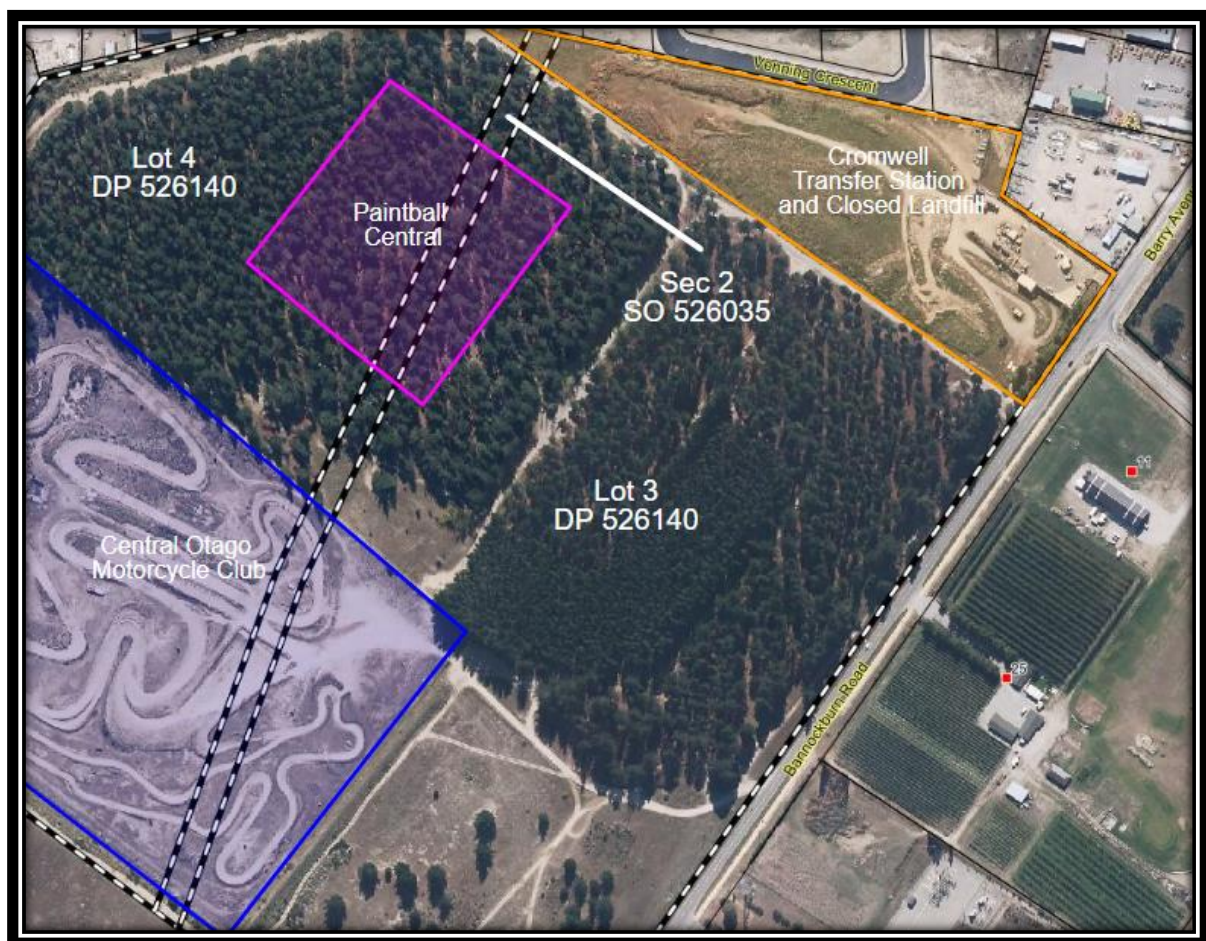 Venning Crescent
Lot 4
DP 526140
Cromwell
Transfer Station
and Closed Landfill
Paintball
Central
Barry Aven
Sec 2
SO 526035
11
Lot 3
DP 526140
Central Otago
Motorcycle Club
25
Bannockburn Road